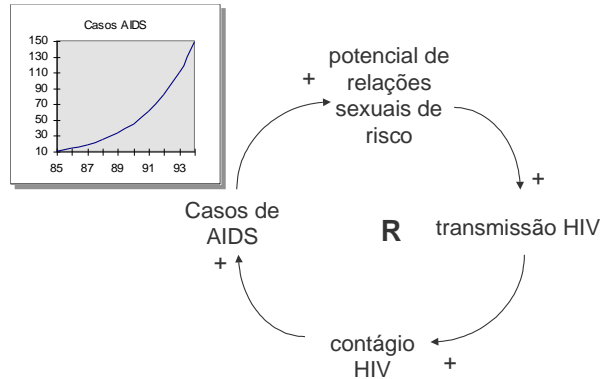 Casos AIDS
150
130
110
90
70
50
30
10
85 87 89 91 93
potencial de
relações
sexuais de
risco
+
+
Casos de
AIDS
+
R
transmissão HIV
contágio
HIV
+